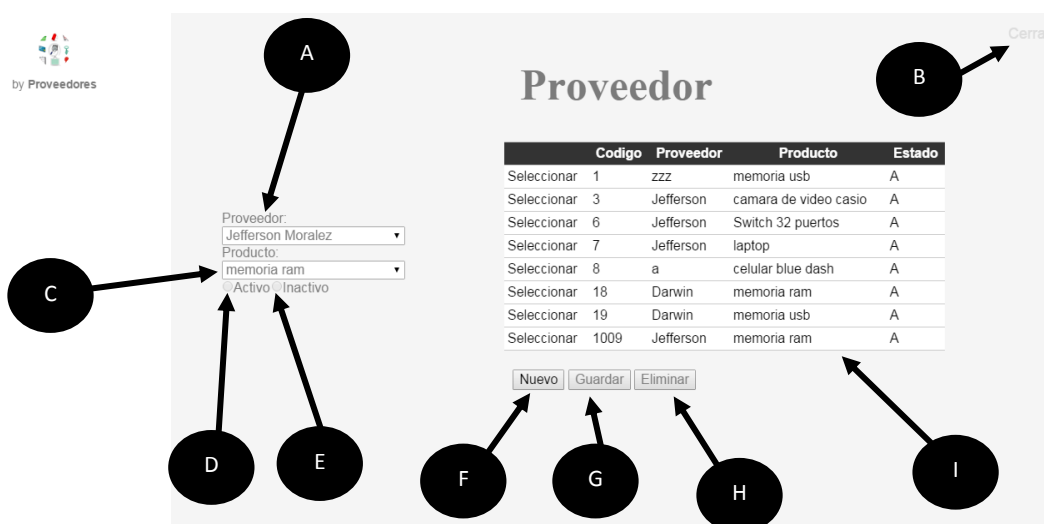 Cerra
A
B
by Proveedores
Proveedor
Codigo Proveedor Producto Estado
Seleccionar 1 zzz memoria usb A
Seleccionar 3 Jefferson camara de video casio A
Seleccionar 6 Jefferson Switch 32 puertos A
Seleccionar 7 Jefferson laptop A
Seleccionar 8 a celular blue dash A
Seleccionar 18 Darwin memoria ram A
Seleccionar 19 Darwin memoria usb A
Seleccionar 1009 Jefferson memoria ram A
Proveedor:
Jefferson Moralez
Producto:
memoria ram
Activo Inactivo
C
Nuevo Guardar Eliminar
D
E
F
G
H
I